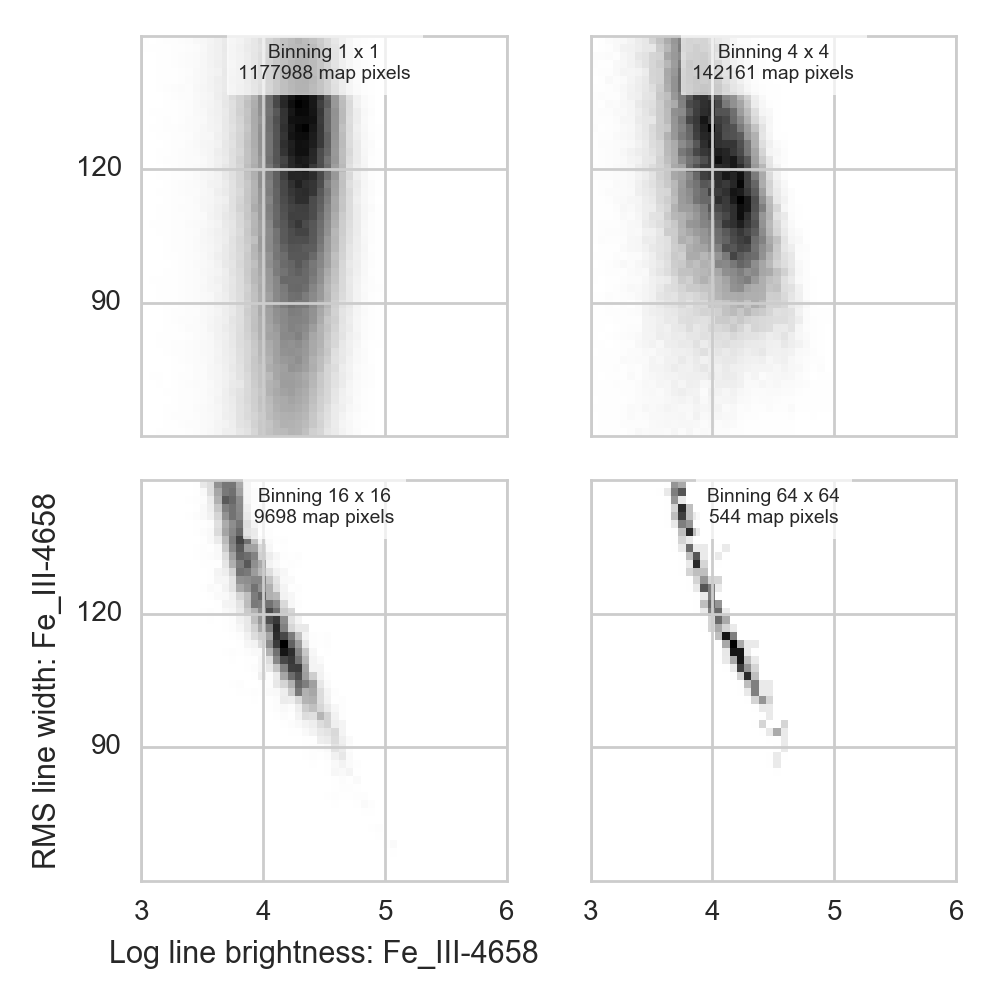 Binning 1 x 1
1177988 map pixels
Binning 4 x 4
142161 map pixels
120
90
Binning 16 x 16
9698 map pixels
Binning 64 x 64
544 map pixels
120
90
RMS line width: Fe_III-4658
3 4 5 6 3 4 5 6
Log line brightness: Fe_III-4658